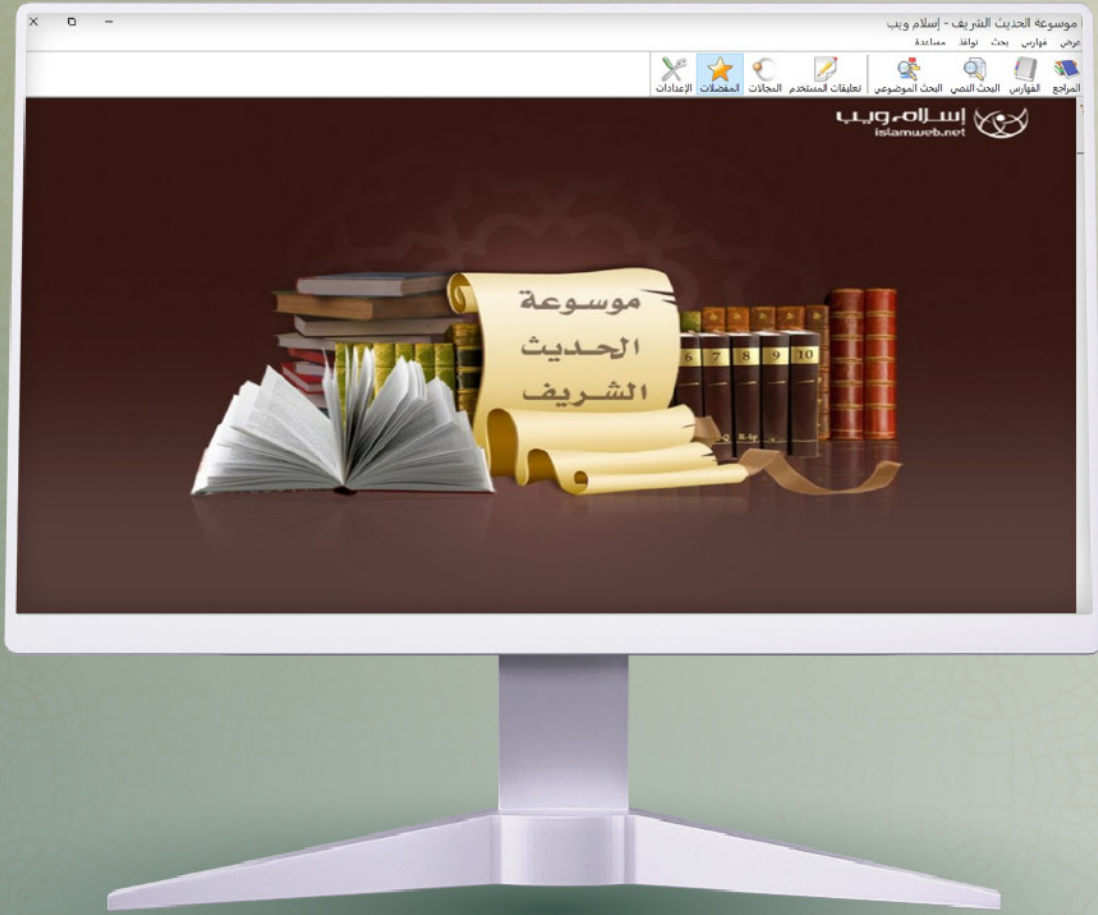 موسوعة الحديث الشريف - إسلام ويب
عرض فهارس بحث نوافذ مساعدة
المراجع الفهارس البحث النصي البحث الموضوعي تعليقات المستخدم المجالات المفضلات الإعدادات
إسلام ويب
islamweb.net
موسوعة
الحديث
الشريف
6 7 8 9 10
R-Sp